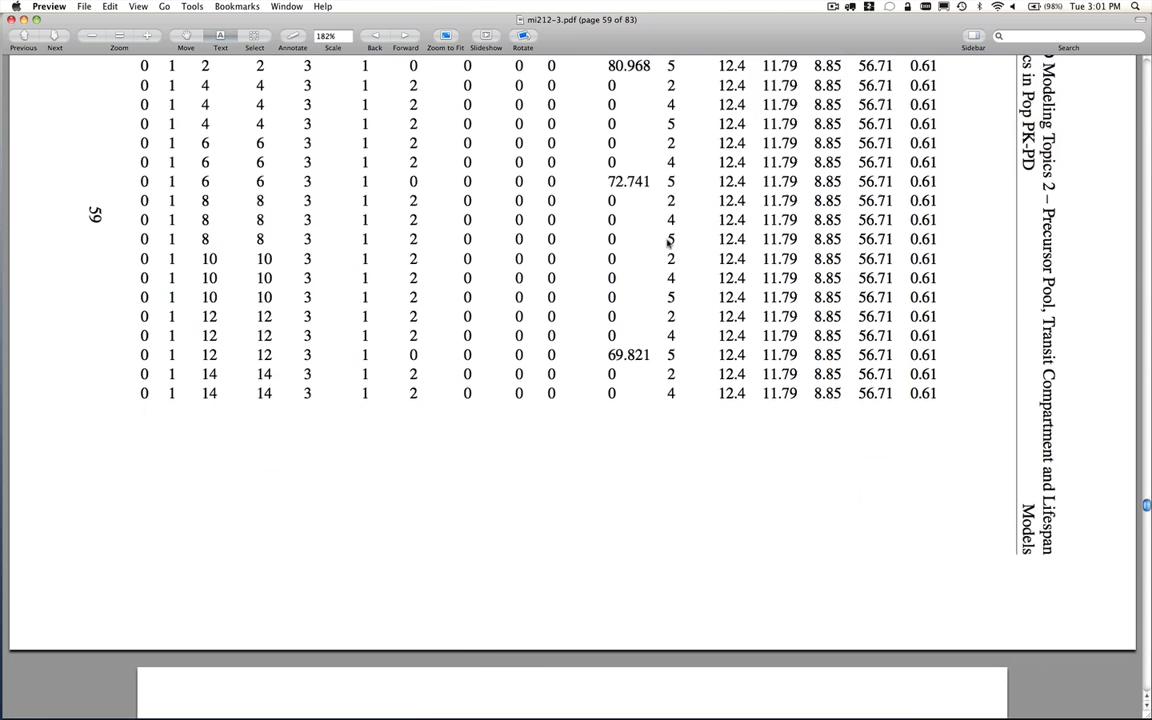 Preview File Edit View Go Tools Bookmarks Window Help (98%) Tue 3:01 PM
mi212-3.pdf (page 59 of 83)
182%
Previous Next Zoom Move Text Select Annotate Scale Back Forward Zoom to Fit Slideshow Rotate Sidebar Search
0 1 2 2 3 1 0 0 0 0 80.968 5 12.4 11.79 8.85 56.71 0.61
0 1 4 4 3 1 2 0 0 0 0 2 12.4 11.79 8.85 56.71 0.61
0 1 4 4 3 1 2 0 0 0 0 4 12.4 11.79 8.85 56.71 0.61
0 1 4 4 3 1 2 0 0 0 0 5 12.4 11.79 8.85 56.71 0.61
0 1 6 6 3 1 2 0 0 0 0 2 12.4 11.79 8.85 56.71 0.61
0 1 6 6 3 1 2 0 0 0 0 4 12.4 11.79 8.85 56.71 0.61
0 1 6 6 3 1 0 0 0 0 72.741 5 12.4 11.79 8.85 56.71 0.61
0 1 8 8 3 1 2 0 0 0 0 2 12.4 11.79 8.85 56.71 0.61
0 1 8 8 3 1 2 0 0 0 0 4 12.4 11.79 8.85 56.71 0.61
0 1 8 8 3 1 2 0 0 0 0 5 12.4 11.79 8.85 56.71 0.61
0 1 10 10 3 1 2 0 0 0 0 2 12.4 11.79 8.85 56.71 0.61
0 1 10 10 3 1 2 0 0 0 0 4 12.4 11.79 8.85 56.71 0.61
0 1 10 10 3 1 2 0 0 0 0 5 12.4 11.79 8.85 56.71 0.61
0 1 12 12 3 1 2 0 0 0 0 2 12.4 11.79 8.85 56.71 0.61
0 1 12 12 3 1 2 0 0 0 0 4 12.4 11.79 8.85 56.71 0.61
0 1 12 12 3 1 0 0 0 0 69.821 5 12.4 11.79 8.85 56.71 0.61
0 1 14 14 3 1 2 0 0 0 0 2 12.4 11.79 8.85 56.71 0.61
0 1 14 14 3 1 2 0 0 0 0 4 12.4 11.79 8.85 56.71 0.61
59
Modeling Topics 2 – Precursor Pool, Transit Compartment and Lifespan
cs in Pop PK-PD Models